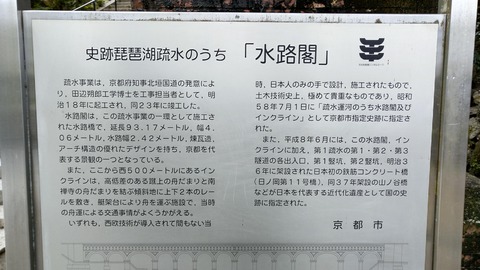 史跡琵琶湖疏水のうち 「水路閣」
疏水事業は、京都府知事北垣国道の発意によ
り、田辺朔郎工学博士を工事担当者として、明
治18年に起工され、同23年に竣工した。
水路閣は、この疏水事業の一環として施工さ
れた水路橋で、延長93.17メートル、幅4.
06メートル、水路幅2.42メートル、煉瓦造、
アーチ構造の優れたデザインを持ち、京都を代
表する景観の一つとなっている。
また、ここから西500メートルにあるイン
クラインは、高低差のある蹴上の舟だまりと南
禅寺の舟だまりを結ぶ傾斜地に上下2本のレー
ルを敷き、艇架台により舟を運ぶ施設で、当
時の舟運による交通事情がよくうかがえる。
いずれも、西欧技術が導入されて間もない当
時、日本人のみの手で設計、施工されたもので、
土木技術史上、極めて貴重なものであり、昭和
58年7月1日に「疏水運河のうち水路閣及び
インクライン」として京都市指定史跡に指定さ
れた。
また、平成8年6月には、この水路閣、イン
クラインに加え、第1疏水の第1・第2・第3
隧道の各出入口、第1竪坑、第2竪坑、明治3
6年に架設された日本初の鉄筋コンクリート橋
(日ノ岡第11号橋)、同37年架設の山ノ谷橋
などが日本を代表する近代化遺産として国の史
跡に指定された。
京都市